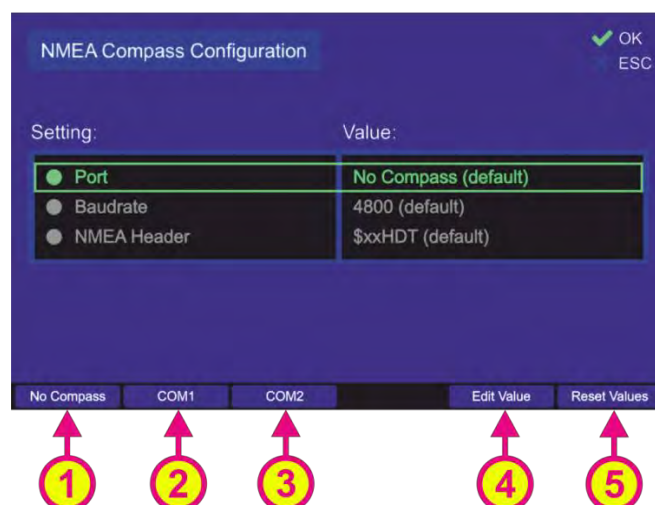 NMEA Compass Configuration
OK
ESC
Setting:
Value:
Port
No Compass (default)
Baudrate
4800 (default)
NMEA Header
$xxHDT (default)
No Compass
COM1
COM2
Edit Value
Reset Values
1
2
3
4
5